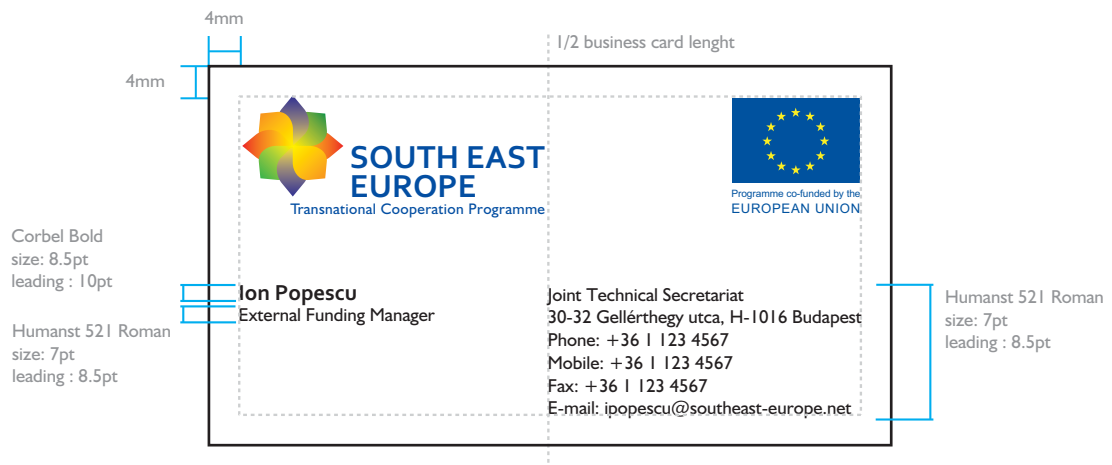 4mm
1/2 business card lenght
4mm
SOUTH EAST
EUROPE
Transnational Cooperation Programme
Programme co-funded by the
EUROPEAN UNION
Corbel Bold
size: 8.5pt
leading : 10pt
Ion Popescu
External Funding Manager
Humanst 521 Roman
size: 7pt
leading : 8.5pt
Joint Technical Secretariat
30-32 Gellérthegy utca, H-1016 Budapest
Phone: +36 1 123 4567
Mobile: +36 1 123 4567
Fax: +36 1 123 4567
E-mail: ipopescu@southeast-europe.net
Humanst 521 Roman
size: 7pt
leading : 8.5pt